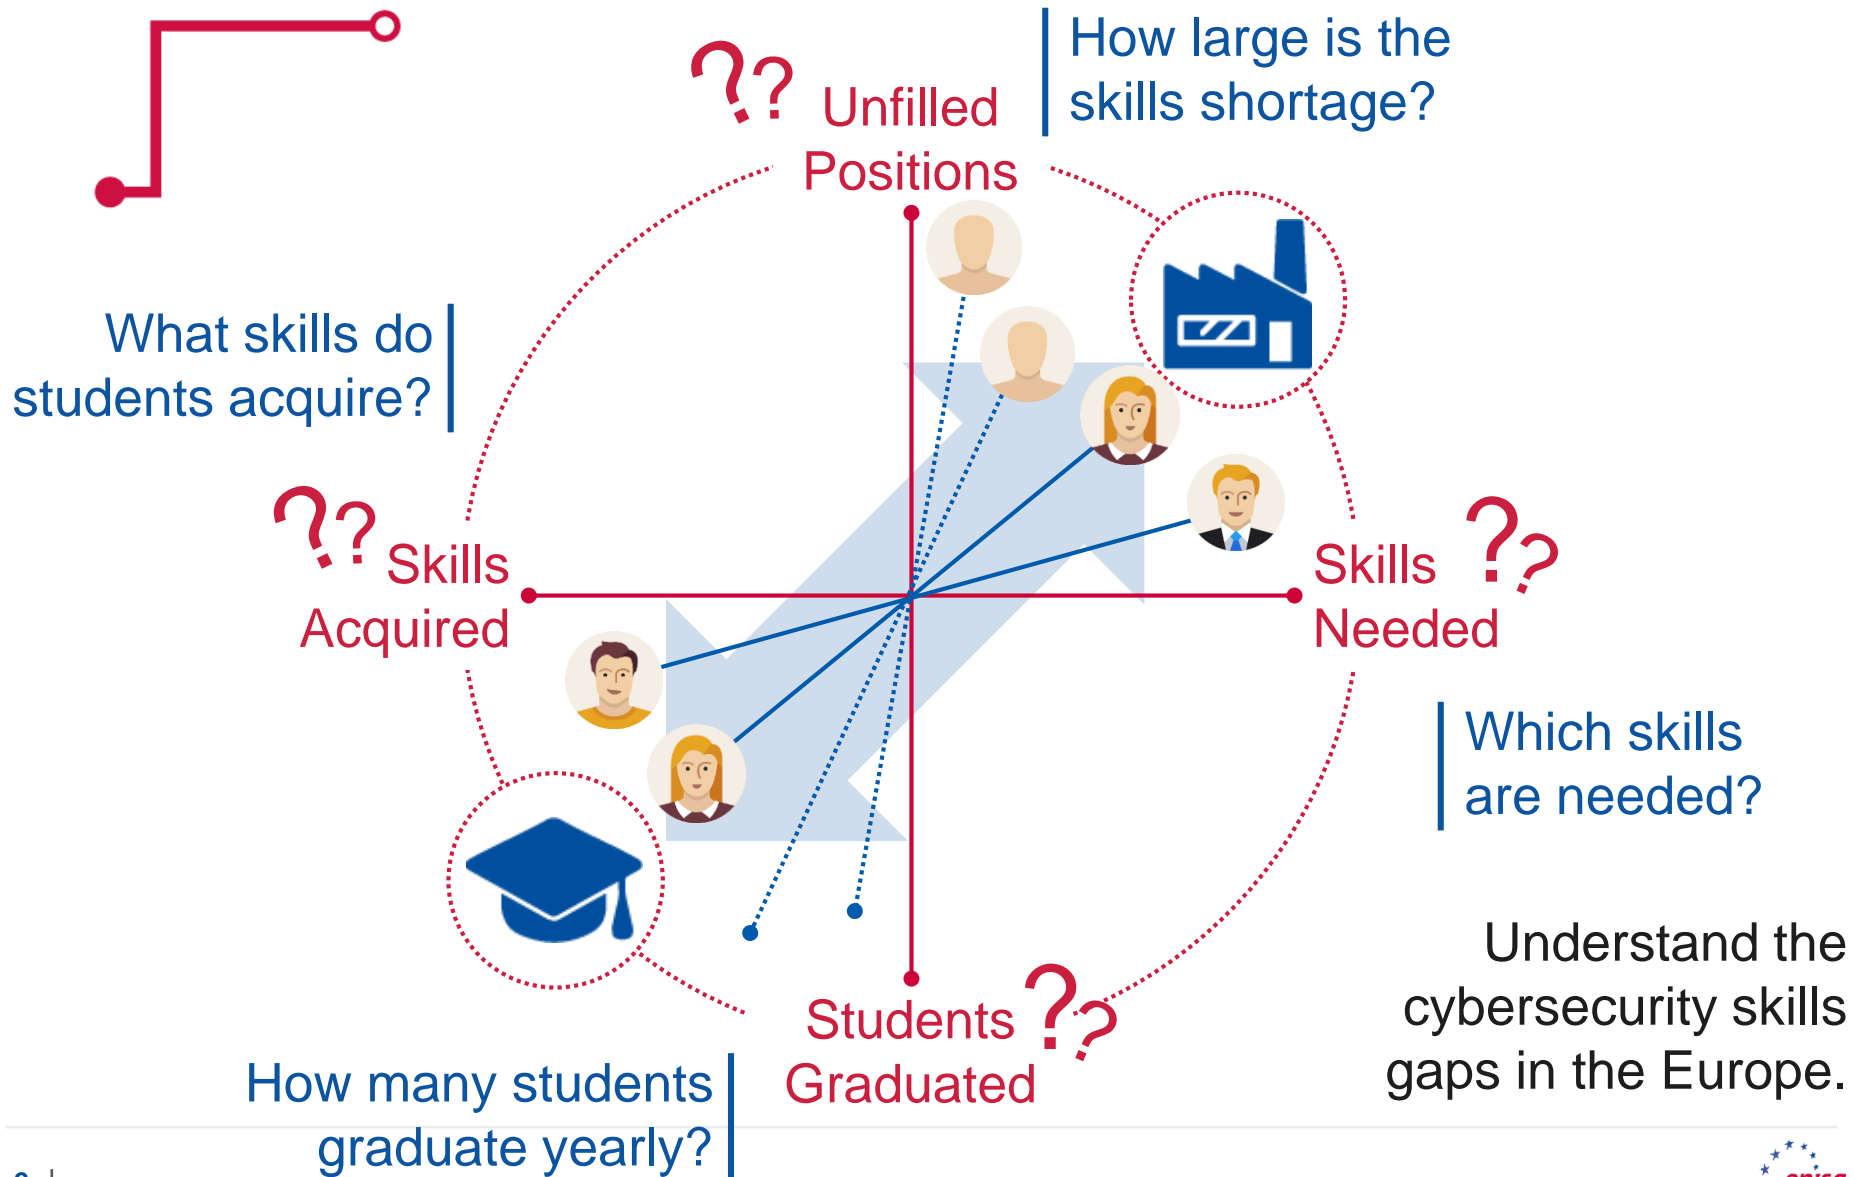 How large is the
skills shortage?
??
Unfilled
Positions
What skills do
students acquire?
??
Skills
Acquired
Skills
Needed
??
Which skills
are needed?
Understand the
cybersecurity skills
gaps in the Europe.
Students
Graduated
??
How many students
graduate yearly?